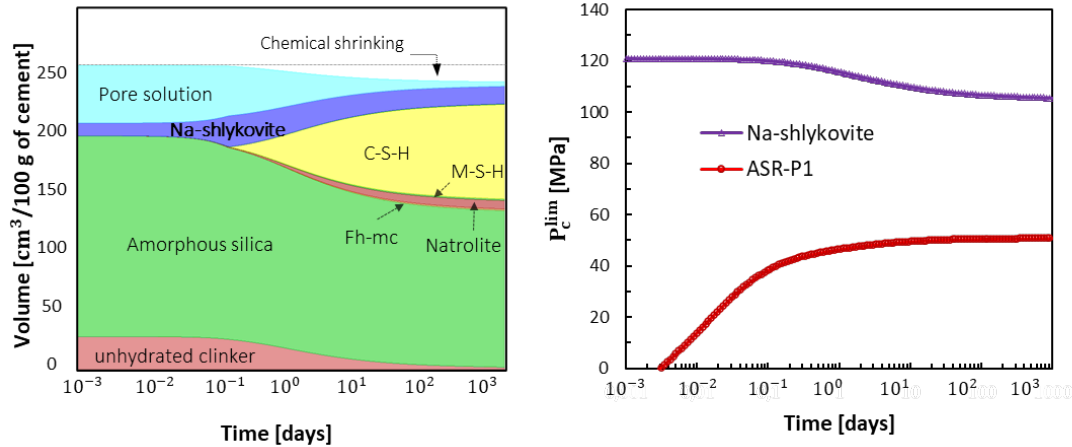 Volume [cm³/100 g of cement]
250
200
150
100
50
0
Chemical shrinking
Pore solution
Na-shlykovite
C-S-H
M-S-H
Fh-mc
Natrolite
Amorphous silica
unhydrated clinker
10⁻³ 10⁻² 10⁻¹ 10⁰ 10¹ 10² 10³
Time [days]
P_c^lim [MPa]
140
120
100
80
60
40
20
0
Na-shlykovite
ASR-P1
10⁻³ 10⁻² 10⁻¹ 1 10 10² 10³
Time [days]